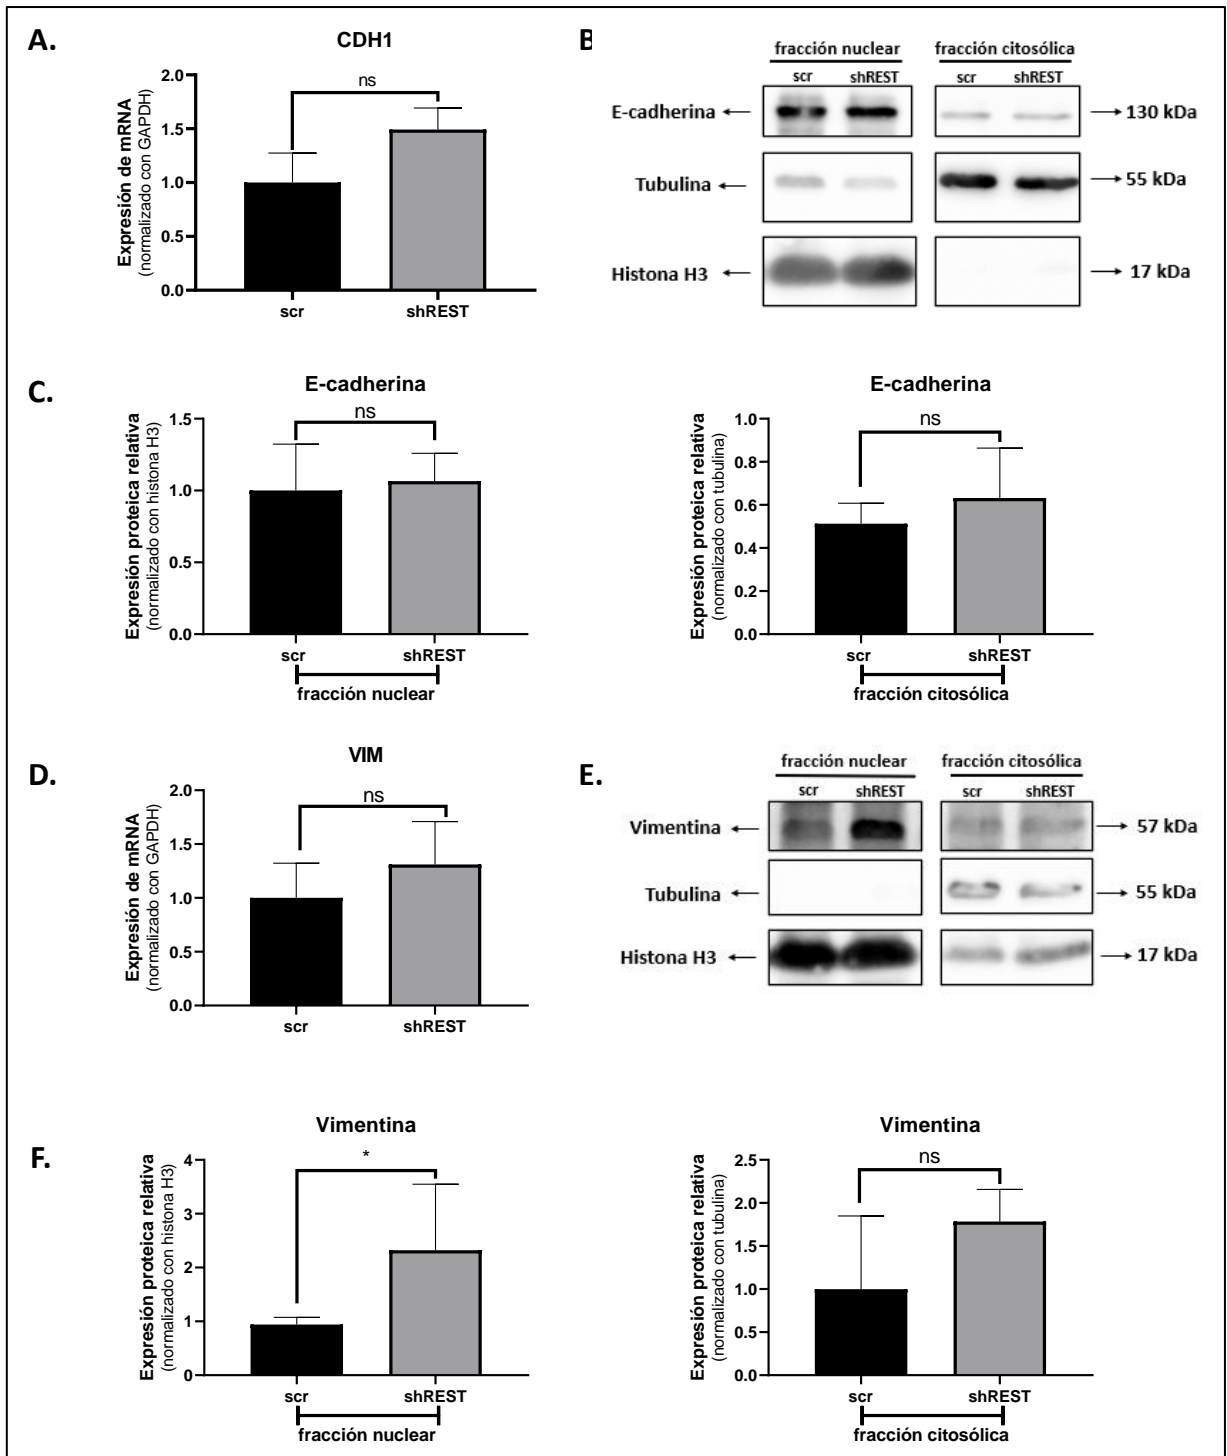 A.
CDH1
ns
Expresión de mRNA
(normalizado con GAPDH)
2.0
1.5
1.0
0.5
0.0
scr shREST
B
fracción nuclear fracción citosólica
scr shREST scr shREST
E-cadherina 130 kDa
Tubulina 55 kDa
Histona H3 17 kDa
C.
E-cadherina
ns
Expresión proteica relativa
(normalizado con histona H3)
1.5
1.0
0.5
0.0
scr shREST
fracción nuclear
E-cadherina
ns
Expresión proteica relativa
(normalizado con tubulina)
1.0
0.8
0.6
0.4
0.2
0.0
scr shREST
fracción citosólica
D.
VIM
ns
Expresión de mRNA
(normalizado con GAPDH)
2.0
1.5
1.0
0.5
0.0
scr shREST
E.
fracción nuclear fracción citosólica
scr shREST scr shREST
Vimentina 57 kDa
Tubulina 55 kDa
Histona H3 17 kDa
F.
Vimentina
*
Expresión proteica relativa
(normalizado con histona H3)
4
3
2
1
0
scr shREST
fracción nuclear
Vimentina
ns
Expresión proteica relativa
(normalizado con tubulina)
2.5
2.0
1.5
1.0
0.5
0.0
scr shREST
fracción citosólica